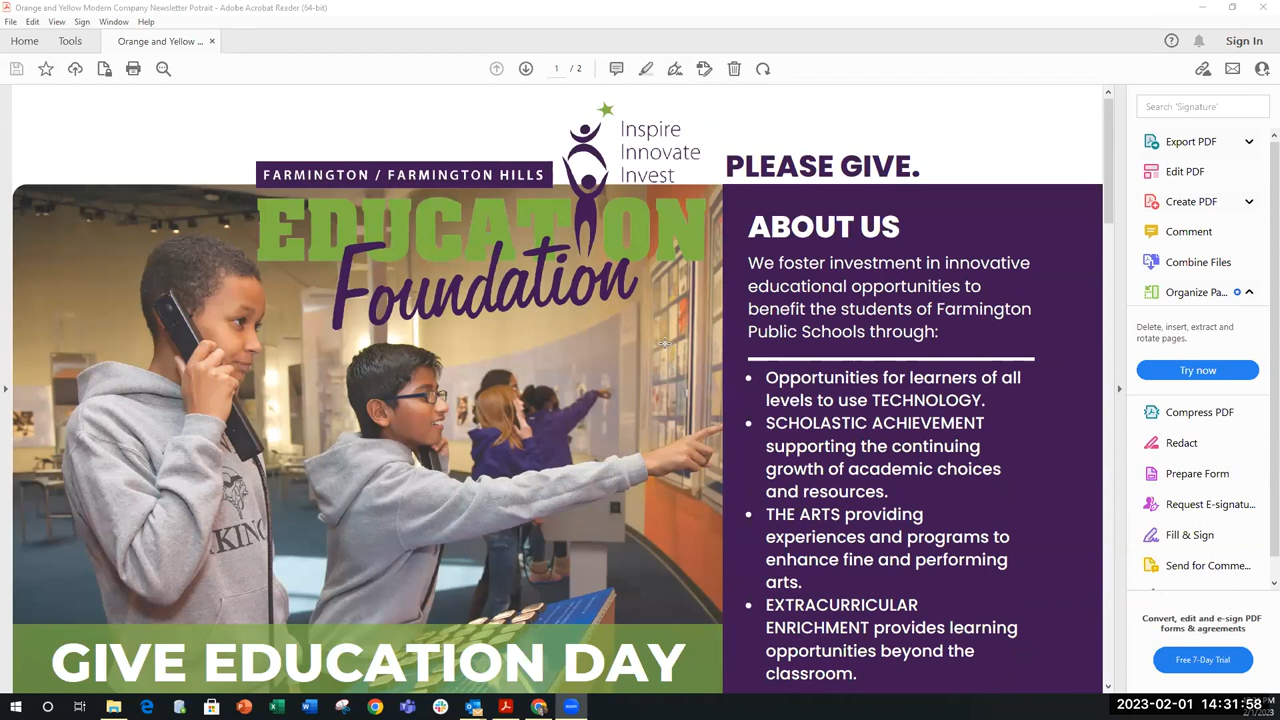 Orange and Yellow Modern Company Newsletter Potrait - Adobe Acrobat Reader (64-bit)
File Edit View Sign Window Help
Home Tools Orange and Yellow ... × Sign In
1 / 2
Inspire
Innovate
Invest
FARMINGTON / FARMINGTON HILLS
EDUCATION
Foundation
KING
GIVE EDUCATION DAY
PLEASE GIVE.
ABOUT US
We foster investment in innovative
educational opportunities to
benefit the students of Farmington
Public Schools through:
• Opportunities for learners of all
levels to use TECHNOLOGY.
• SCHOLASTIC ACHIEVEMENT
supporting the continuing
growth of academic choices
and resources.
• THE ARTS providing
experiences and programs to
enhance fine and performing
arts.
• EXTRACURRICULAR
ENRICHMENT provides learning
opportunities beyond the
classroom.
Search 'Signature'
Export PDF
Edit PDF
Create PDF
Comment
Combine Files
Organize Pa...
Delete, insert, extract and
rotate pages.
Try now
Compress PDF
Redact
Prepare Form
Request E-signatu...
Fill & Sign
Send for Comme...
Convert, edit and e-sign PDF
forms & agreements
Free 7-Day Trial
2023-02-01 14:31:58